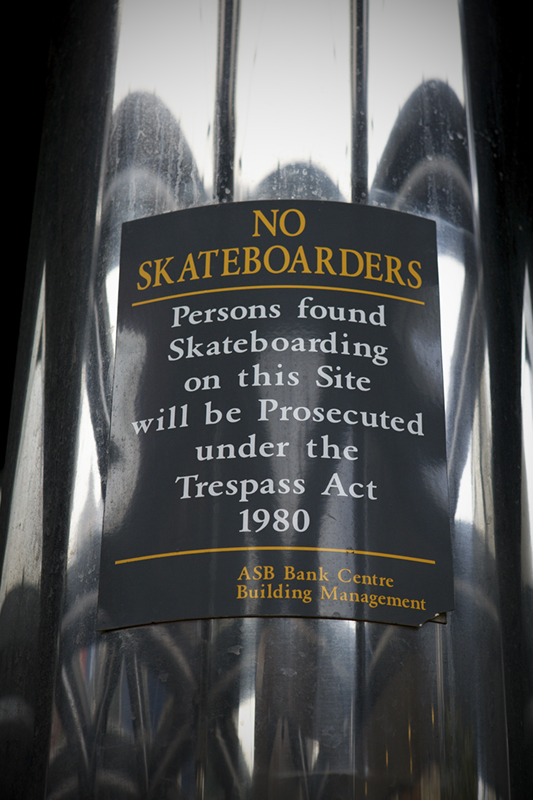 NO
SKATEBOARDERS
Persons found
Skateboarding
on this Site
will be Prosecuted
under the
Trespass Act
1980
ASB Bank Centre
Building Management